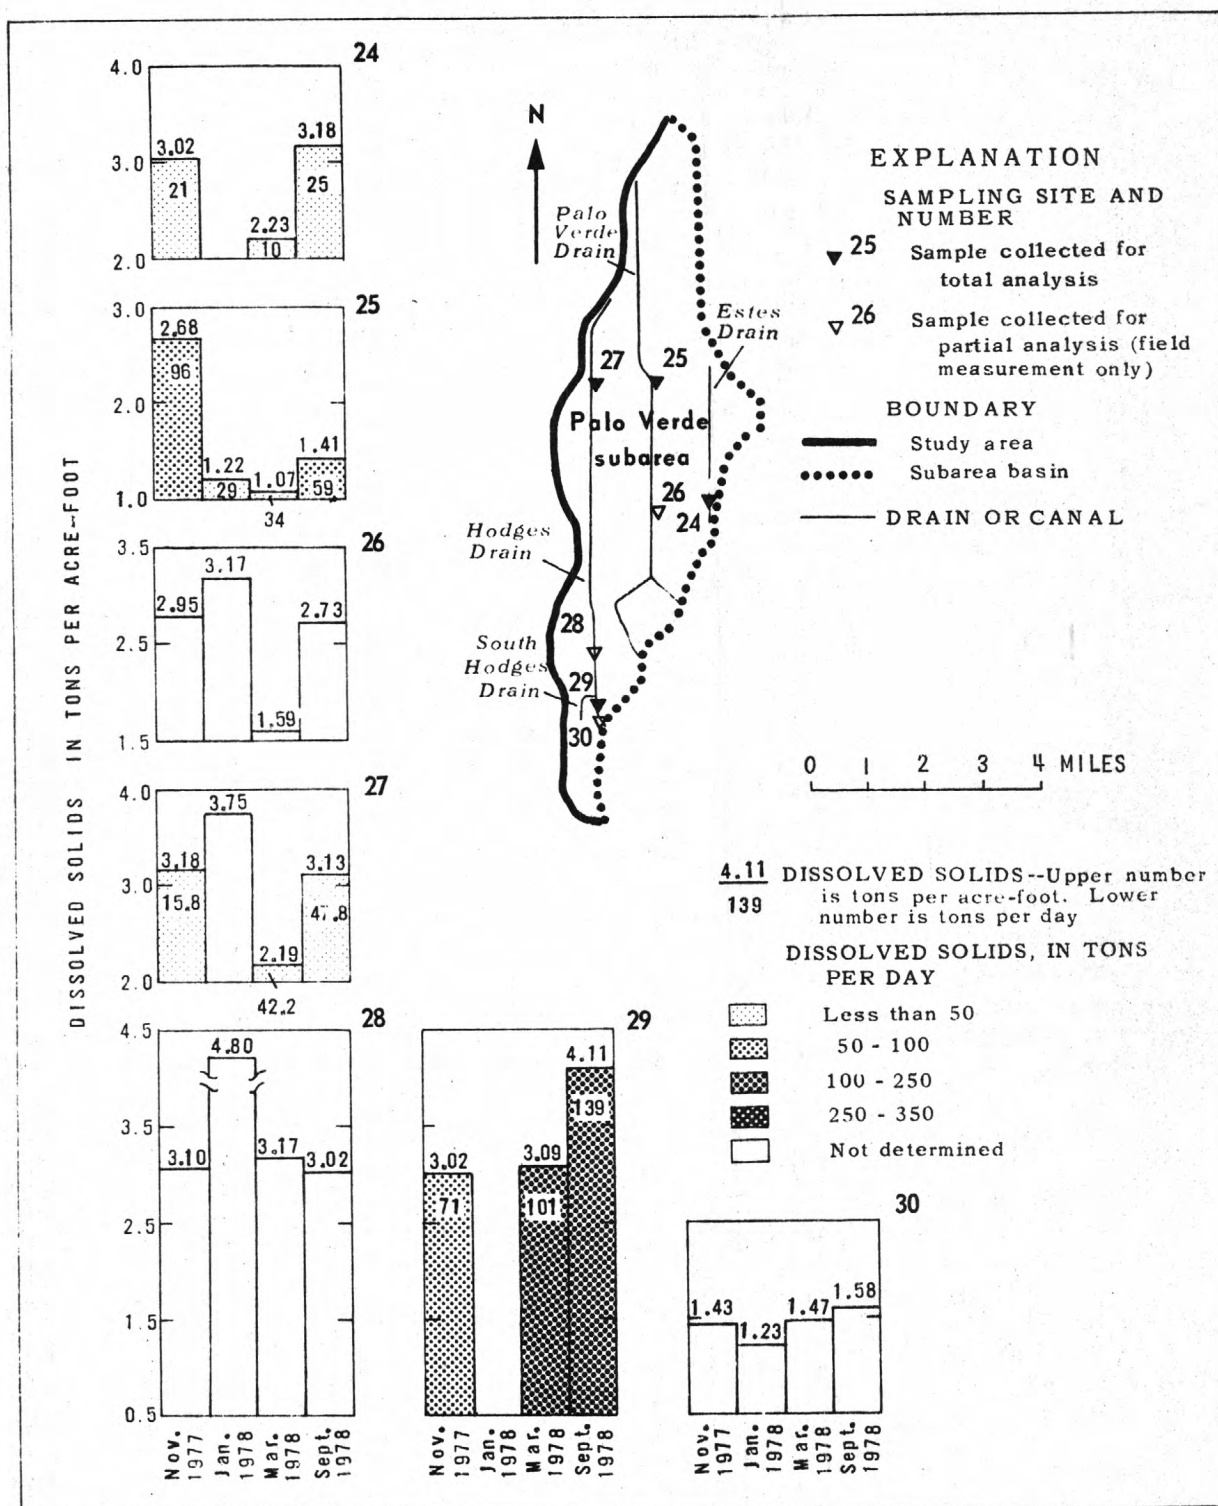 24
4.0
3.02
3.0
21
2.23
10
3.18
25
2.0
25
3.0
2.68
96
2.0
1.22
29
1.07
34
1.41
59
1.0
26
3.5
2.95
3.17
2.73
2.5
1.59
1.5
27
4.0
3.75
3.18
3.13
3.0
15.8
47.8
2.19
42.2
2.0
28
4.5
4.80
3.5
3.10
3.17
3.02
2.5
1.5
0.5
Nov. 1977
Jan. 1978
Mar. 1978
Sept. 1978
DISSOLVED SOLIDS IN TONS PER ACRE-FOOT
29
4.11
139
3.02
71
3.09
101
Nov. 1977
Jan. 1978
Mar. 1978
Sept. 1978
30
1.43
1.23
1.47
1.58
Nov. 1977
Jan. 1978
Mar. 1978
Sept. 1978
N
Palo
Verde
Drain
Estes
Drain
27
25
Palo Verde
subarea
26
24
Hodges
Drain
28
South
Hodges
Drain
29
30
EXPLANATION
SAMPLING SITE AND
NUMBER
25 Sample collected for
total analysis
26 Sample collected for
partial analysis (field
measurement only)
BOUNDARY
Study area
Subarea basin
DRAIN OR CANAL
0 1 2 3 4 MILES
4.11 DISSOLVED SOLIDS--Upper number
139 is tons per acre-foot. Lower
number is tons per day
DISSOLVED SOLIDS, IN TONS
PER DAY
Less than 50
50 - 100
100 - 250
250 - 350
Not determined